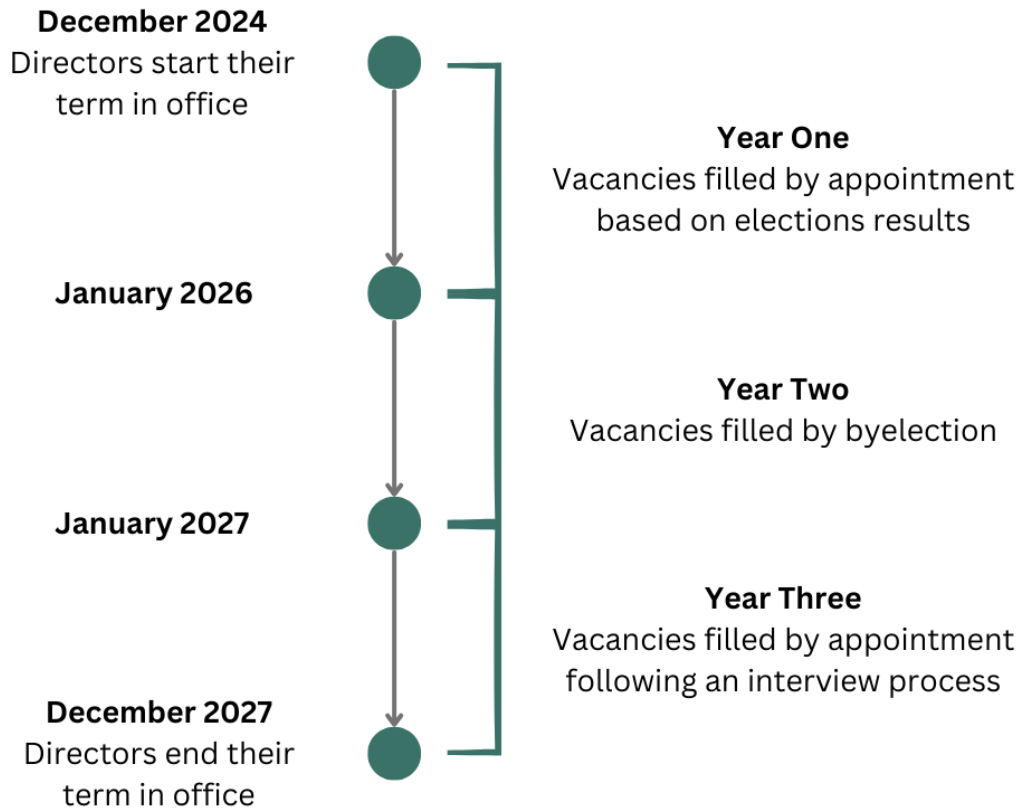 December 2024
Directors start their
term in office
Year One
Vacancies filled by appointment
based on elections results
January 2026
Year Two
Vacancies filled by byelection
January 2027
Year Three
Vacancies filled by appointment
following an interview process
December 2027
Directors end their
term in office